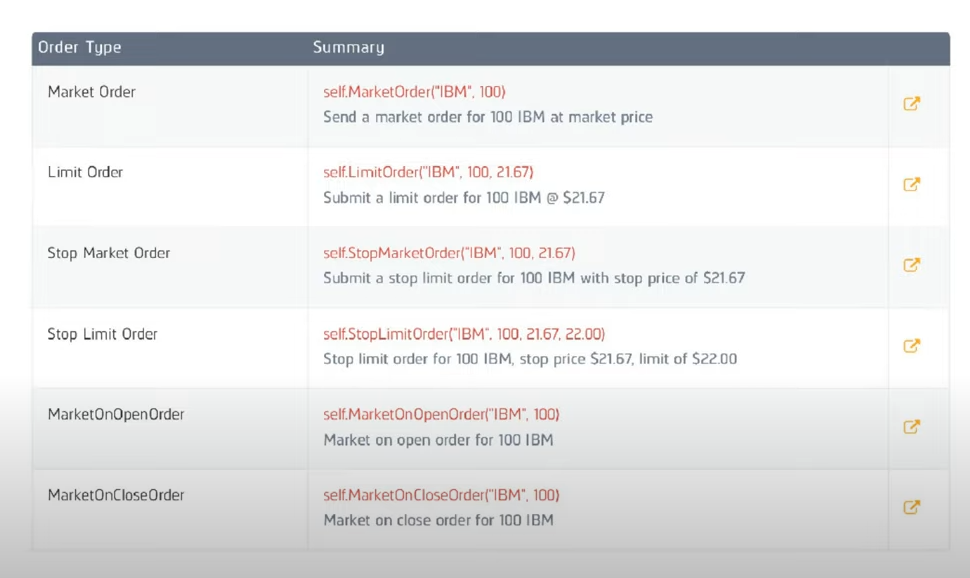 Order Type Summary
Market Order self.MarketOrder("IBM", 100)
Send a market order for 100 IBM at market price
Limit Order self.LimitOrder("IBM", 100, 21.67)
Submit a limit order for 100 IBM @ $21.67
Stop Market Order self.StopMarketOrder("IBM", 100, 21.67)
Submit a stop limit order for 100 IBM with stop price of $21.67
Stop Limit Order self.StopLimitOrder("IBM", 100, 21.67, 22.00)
Stop limit order for 100 IBM, stop price $21.67, limit of $22.00
MarketOnOpenOrder self.MarketOnOpenOrder("IBM", 100)
Market on open order for 100 IBM
MarketOnCloseOrder self.MarketOnCloseOrder("IBM", 100)
Market on close order for 100 IBM